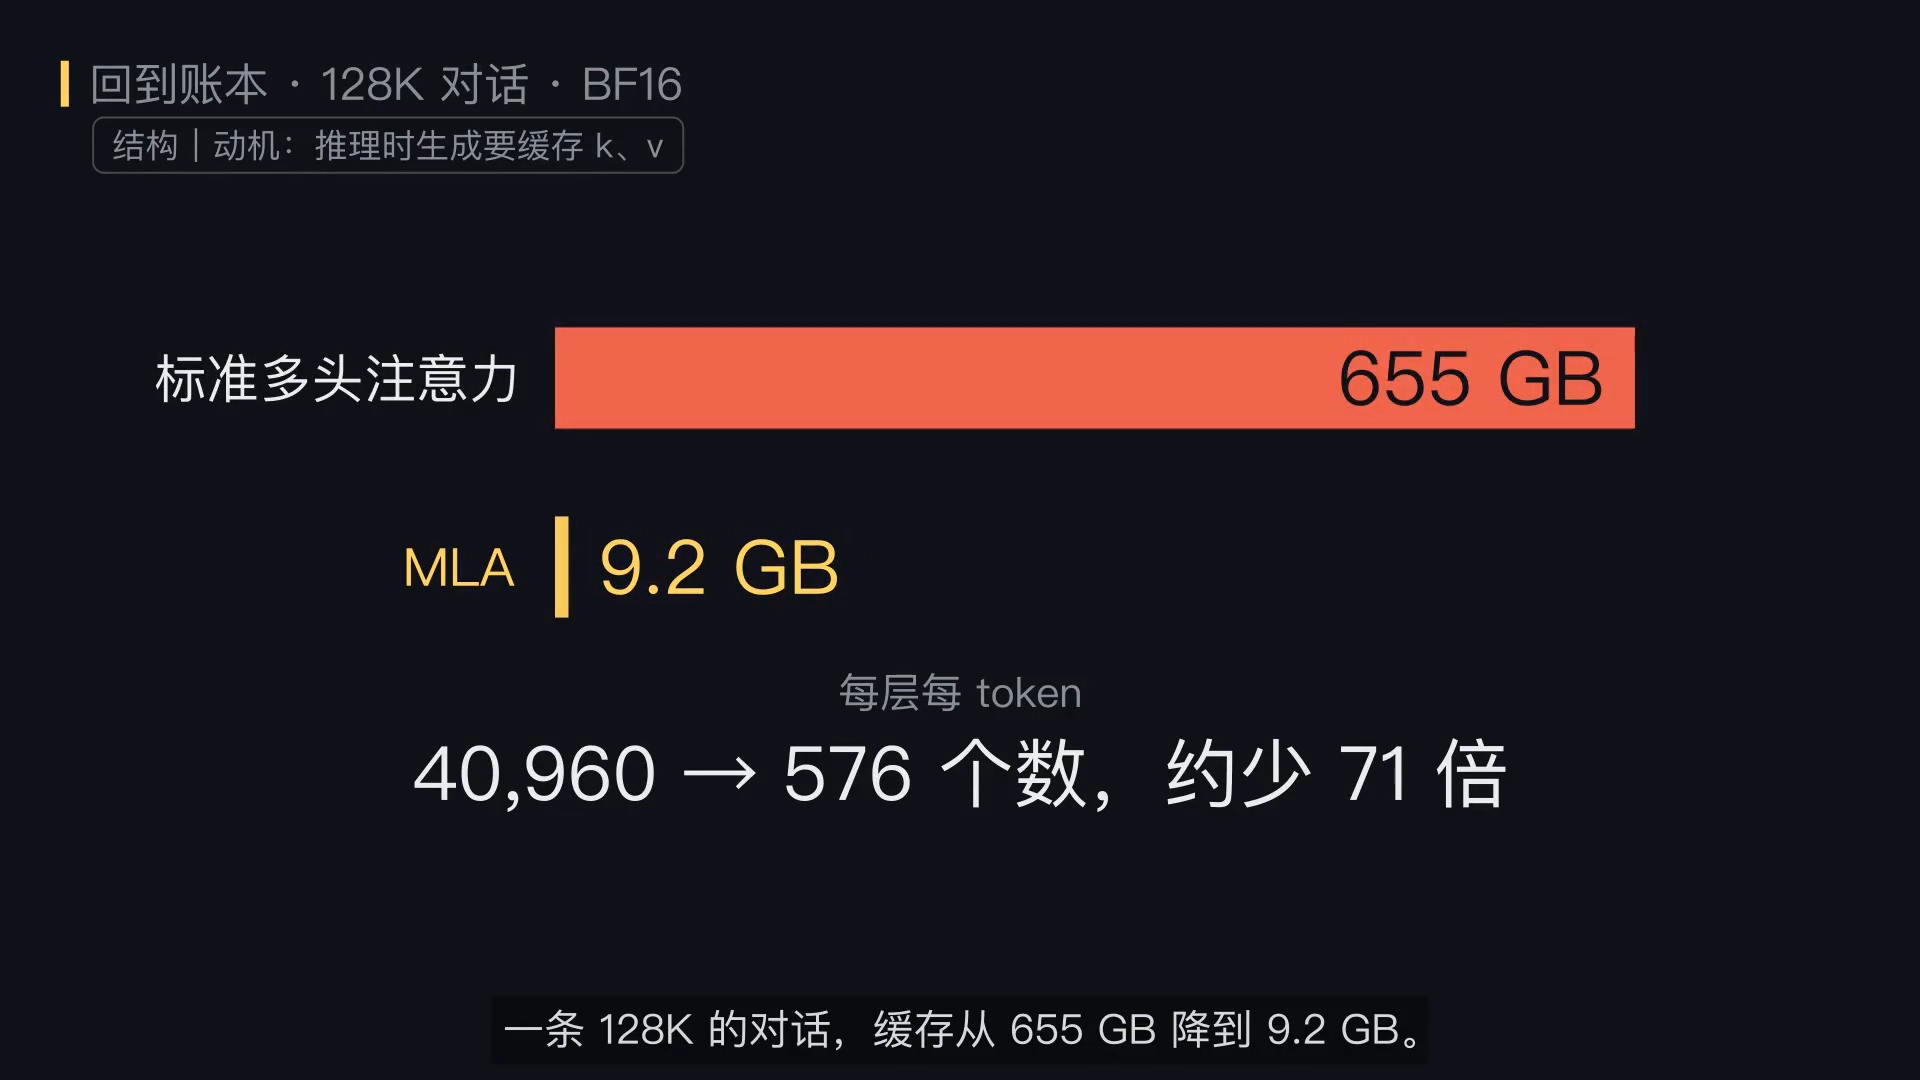 回到账本 · 128K 对话 · BF16
结构｜动机：推理时生成要缓存 k、v
标准多头注意力
655 GB
MLA
9.2 GB
每层每 token
40,960 → 576 个数，约少 71 倍
一条 128K 的对话，缓存从 655 GB 降到 9.2 GB。